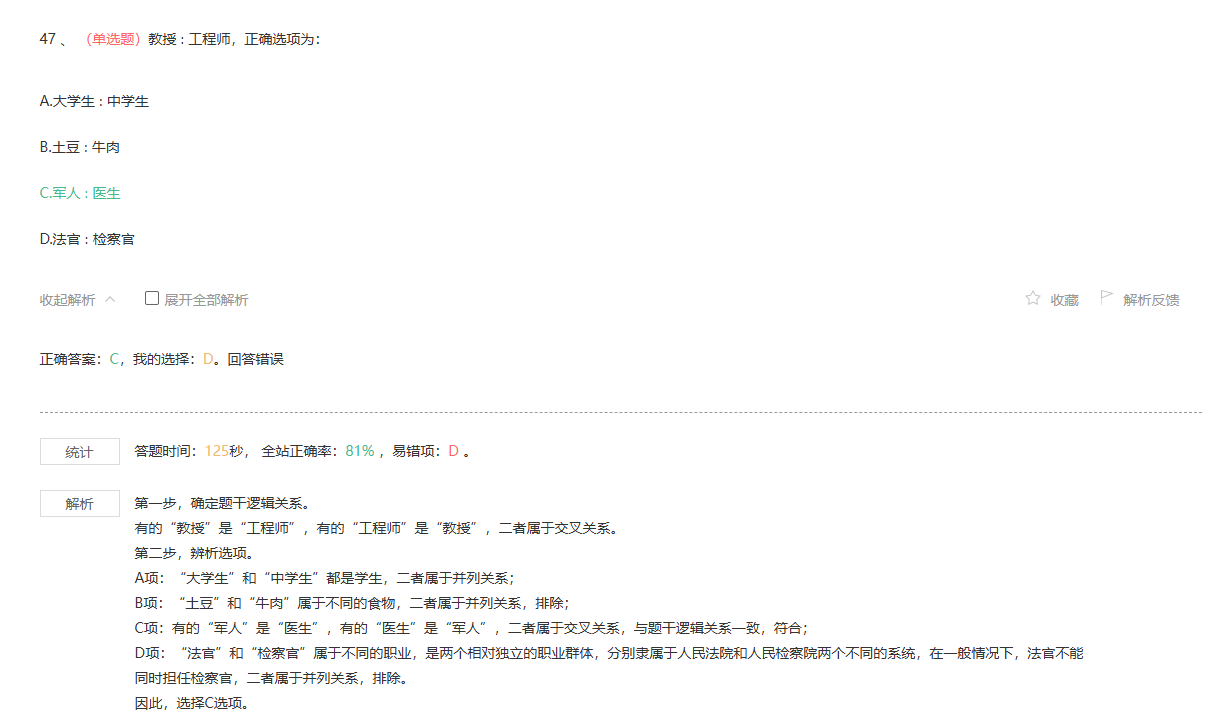 47 、 （单选题）教授 : 工程师，正确选项为：
A.大学生 : 中学生
B.土豆 : 牛肉
C.军人 : 医生
D.法官 : 检察官
收起解析 展开全部解析 收藏 解析反馈
正确答案：C，我的选择：D。回答错误
统计 答题时间：125秒， 全站正确率：81% ，易错项：D 。
解析 第一步，确定题干逻辑关系。
有的“教授”是“工程师”，有的“工程师”是“教授”，二者属于交叉关系。
第二步，辨析选项。
A项：“大学生”和“中学生”都是学生，二者属于并列关系；
B项：“土豆”和“牛肉”属于不同的食物，二者属于并列关系，排除；
C项：有的“军人”是“医生”，有的“医生”是“军人”，二者属于交叉关系，与题干逻辑关系一致，符合；
D项：“法官”和“检察官”属于不同的职业，是两个相对独立的职业群体，分别隶属于人民法院和人民检察院两个不同的系统，在一般情况下，法官不能
同时担任检察官，二者属于并列关系，排除。
因此，选择C选项。